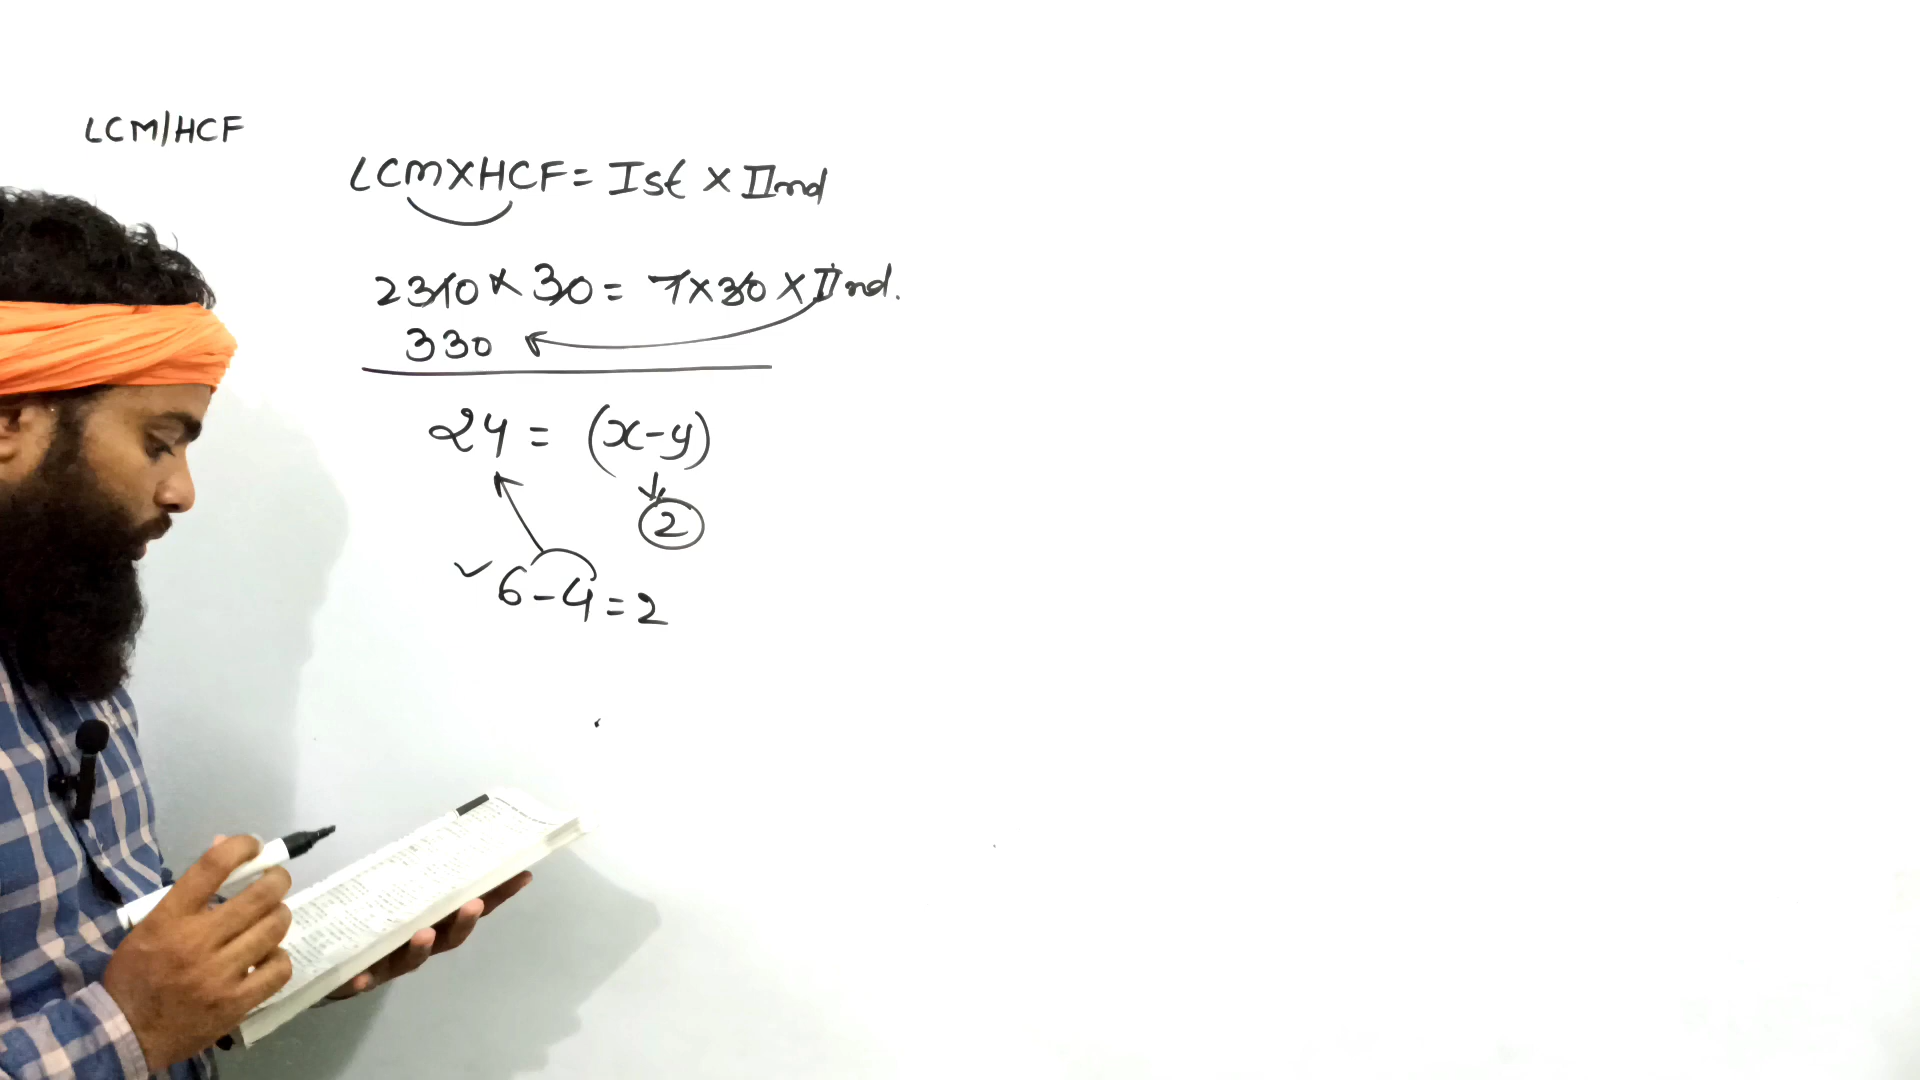 LCM/HCF
LCM×HCF = Ist × IInd
2310 × 30 = 7×30 × IInd.
330
24 = (x-y)
2
✓ 6-4=2